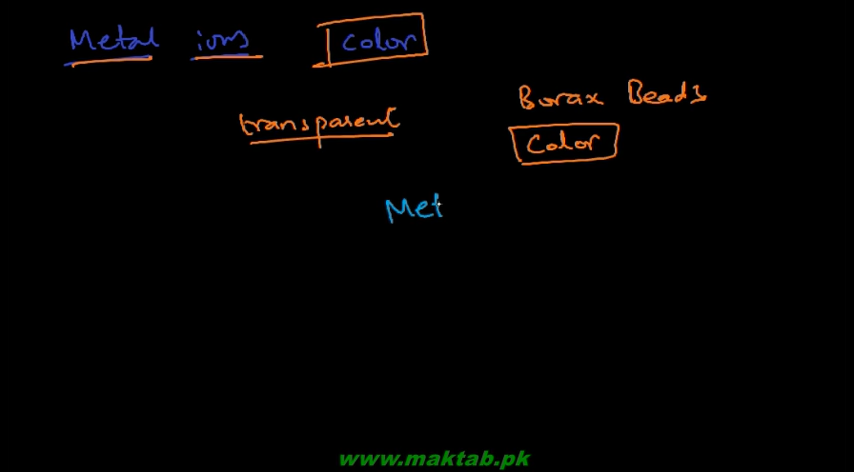 Metal ions Color
transparent Borax Beads
Color
Met
www.maktab.pk